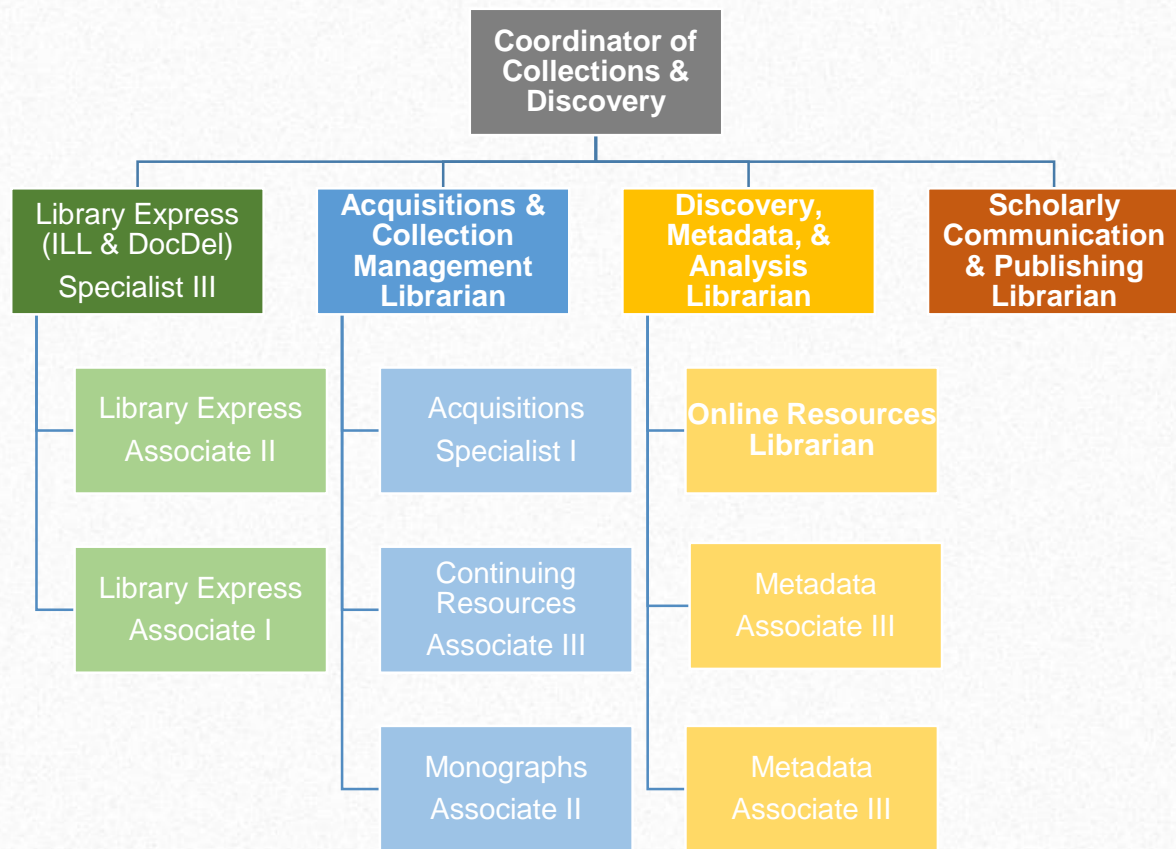 Coordinator of
Collections &
Discovery
Library Express
(ILL & DocDel)
Specialist III
Acquisitions &
Collection
Management
Librarian
Discovery,
Metadata, &
Analysis
Librarian
Scholarly
Communication
& Publishing
Librarian
Library Express
Associate II
Acquisitions
Specialist I
Online Resources
Librarian
Library Express
Associate I
Continuing
Resources
Associate III
Metadata
Associate III
Monographs
Associate II
Metadata
Associate III